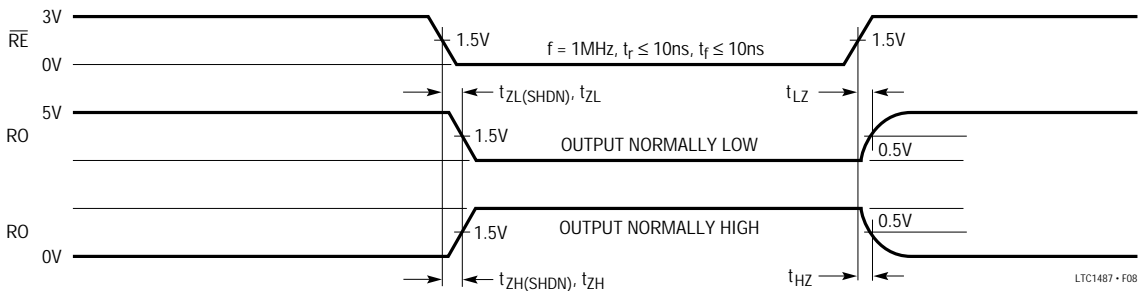 3V
R̅E̅
1.5V
f = 1MHz, tr ≤ 10ns, tf ≤ 10ns
1.5V
0V
tZL(SHDN), tZL
tLZ
5V
RO
1.5V
OUTPUT NORMALLY LOW
0.5V
RO
1.5V
OUTPUT NORMALLY HIGH
0.5V
0V
tZH(SHDN), tZH
tHZ
LTC1487 • F08